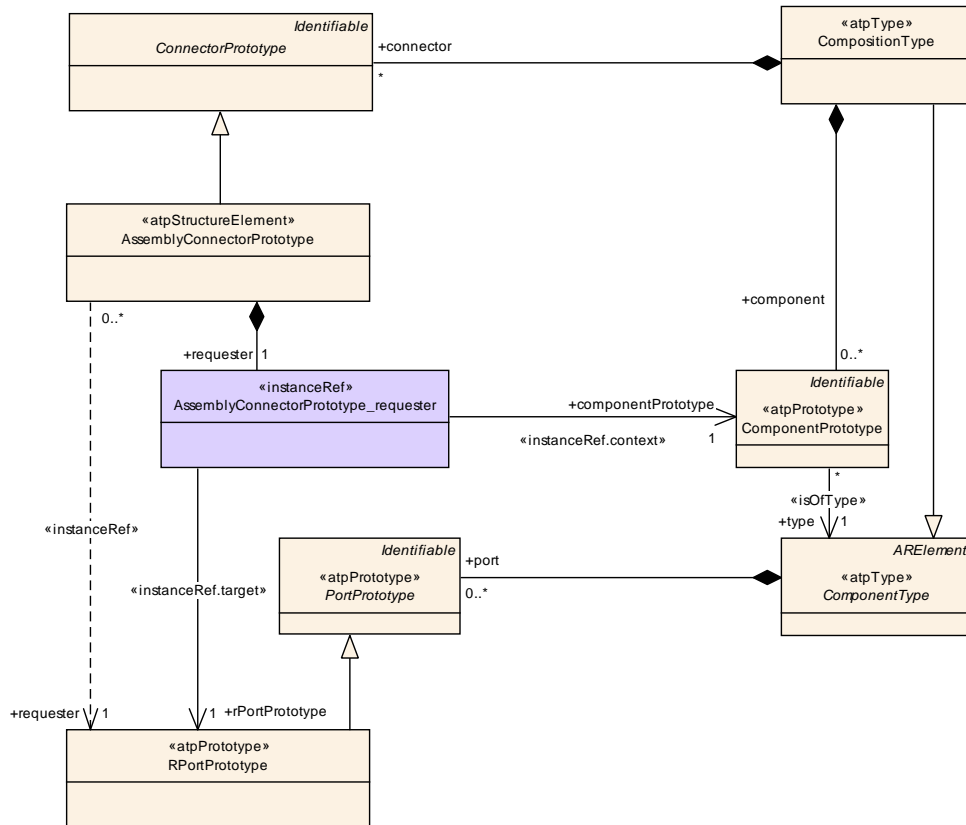 Identifiable
ConnectorPrototype
+connector
*
«atpType»
CompositionType
«atpStructureElement»
AssemblyConnectorPrototype
0..*
+requester 1
+component
0..*
«instanceRef»
AssemblyConnectorPrototype_requester
+componentPrototype
«instanceRef.context»
1
Identifiable
«atpPrototype»
ComponentPrototype
*
«isOfType»
+type 1
«instanceRef»
«instanceRef.target»
Identifiable
«atpPrototype»
PortPrototype
+port
0..*
ARElement
«atpType»
ComponentType
+requester 1
1 +rPortPrototype
«atpPrototype»
RPortPrototype